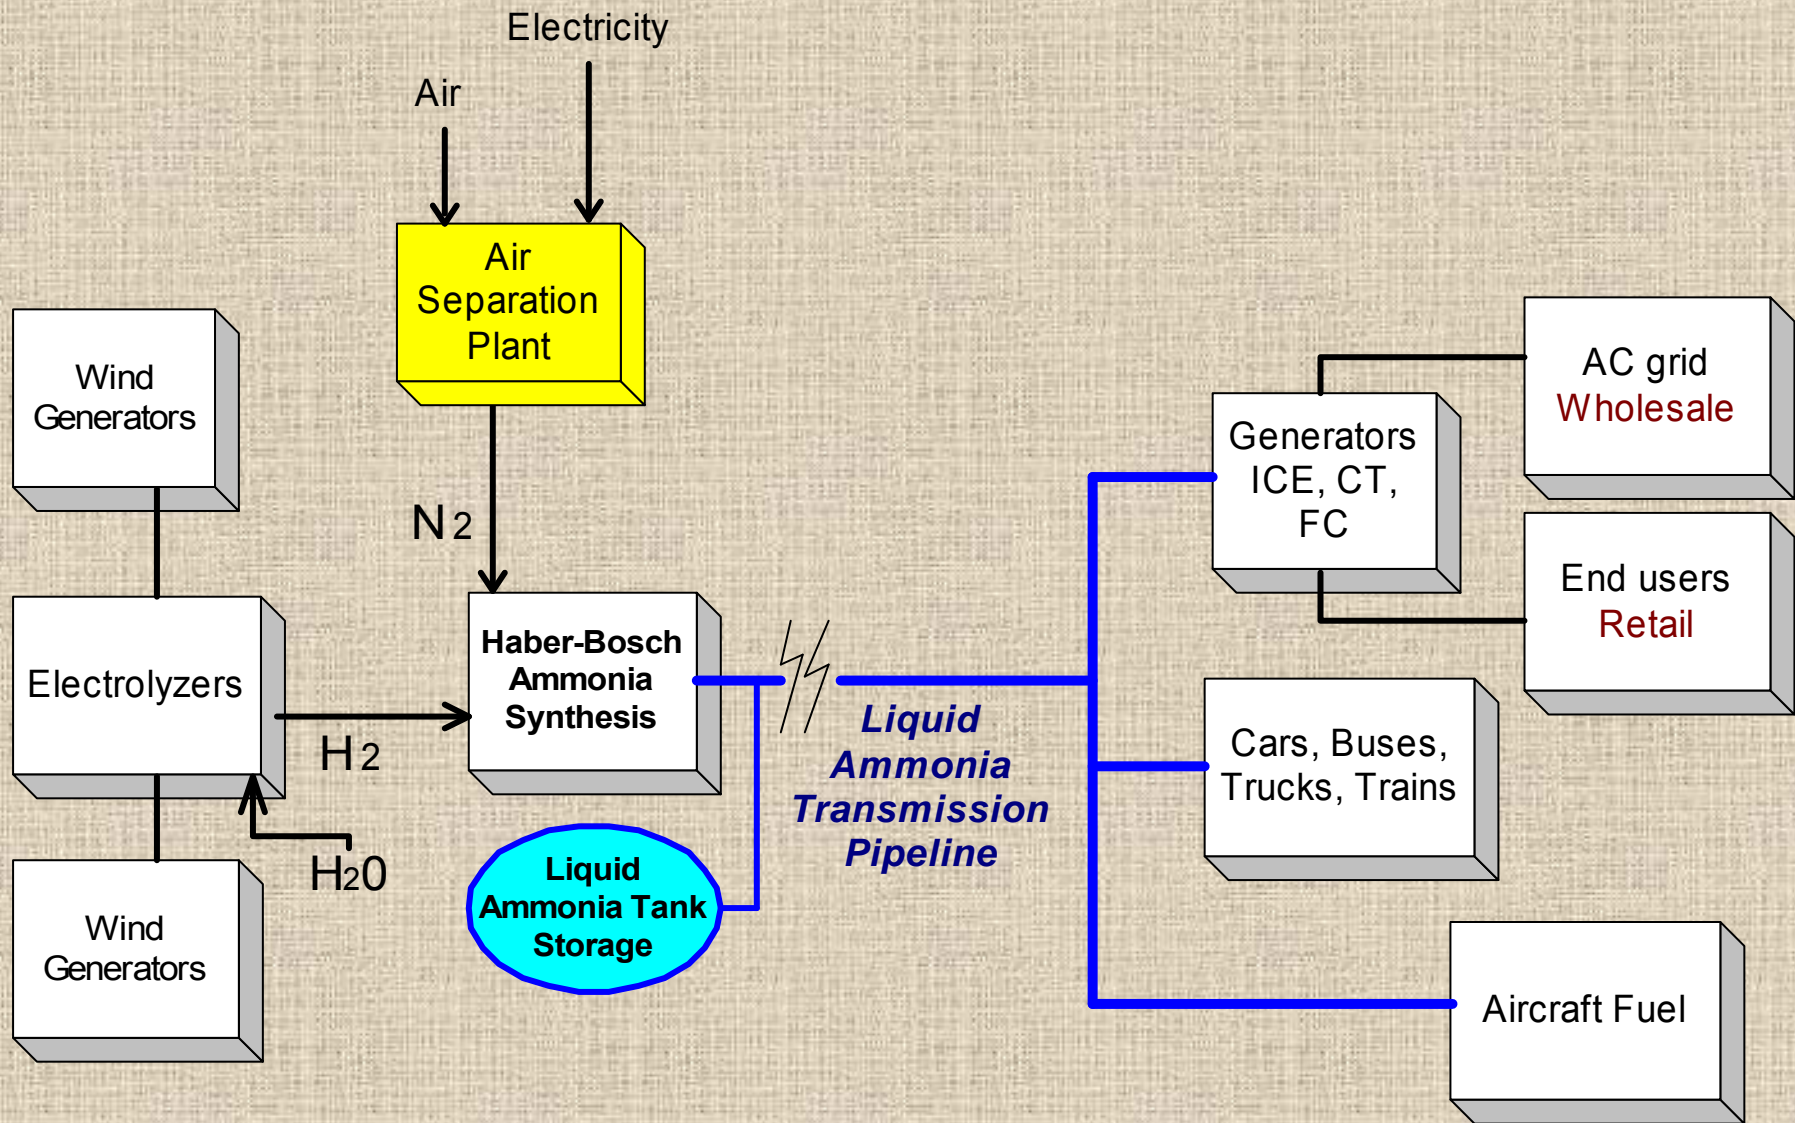 Electricity
Air
Air
Separation
Plant
Wind
Generators
N2
Electrolyzers
H2
H20
Wind
Generators
Haber-Bosch
Ammonia
Synthesis
Liquid
Ammonia Tank
Storage
Liquid
Ammonia
Transmission
Pipeline
Generators
ICE, CT,
FC
AC grid
Wholesale
End users
Retail
Cars, Buses,
Trucks, Trains
Aircraft Fuel